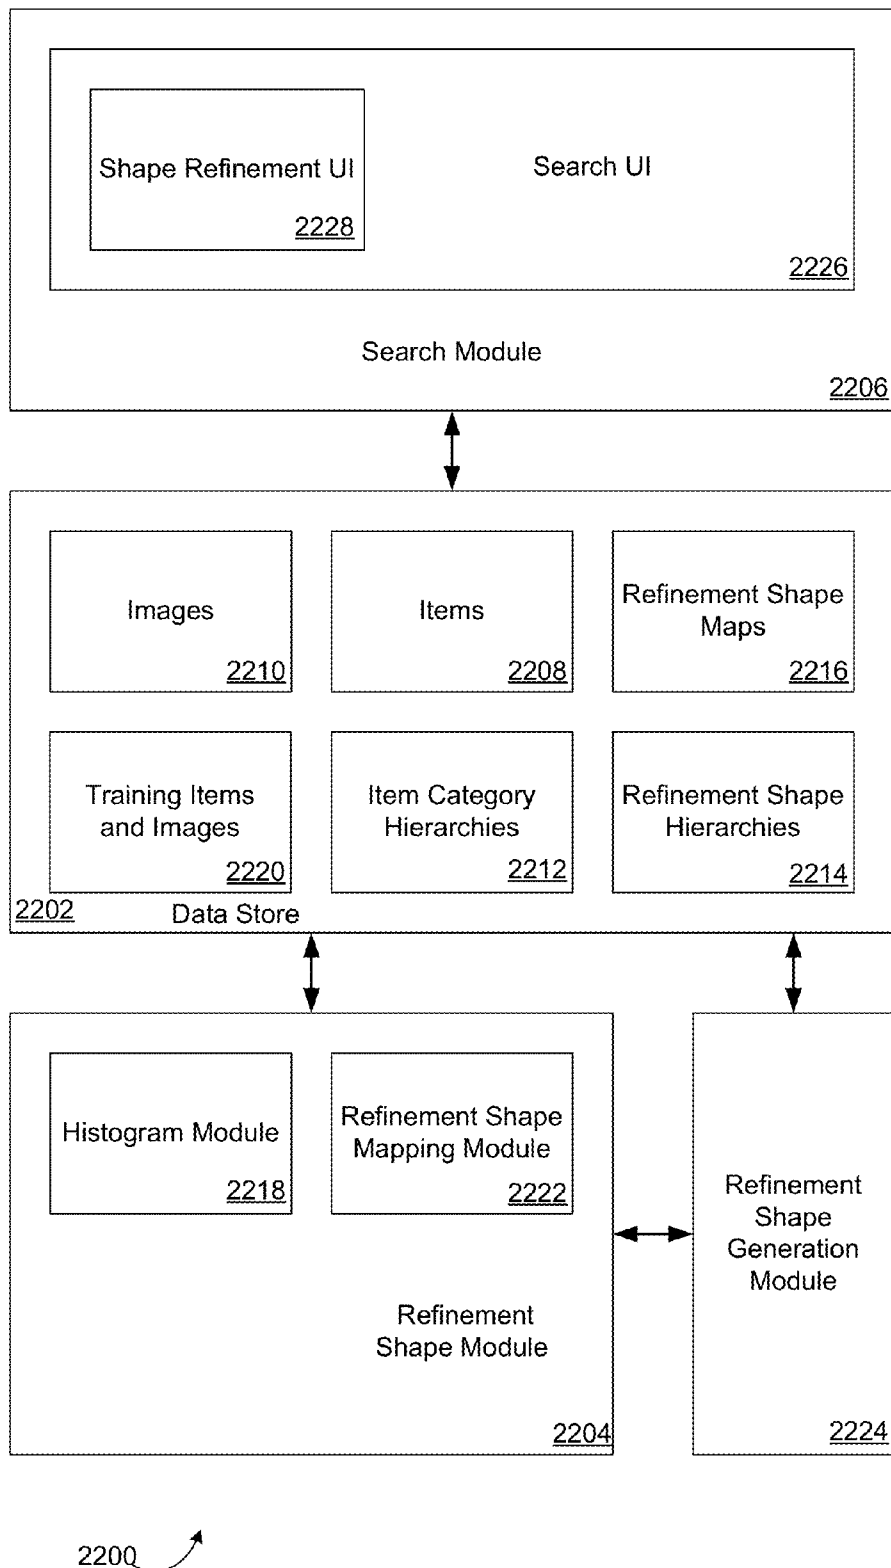 Shape Refinement UI
2228
Search UI
2226
Search Module
2206
Images
2210
Items
2208
Refinement Shape
Maps
2216
Training Items
and Images
2220
Item Category
Hierarchies
2212
Refinement Shape
Hierarchies
2214
2202
Data Store
Histogram Module
2218
Refinement Shape
Mapping Module
2222
Refinement
Shape Module
2204
Refinement
Shape
Generation
Module
2224
2200